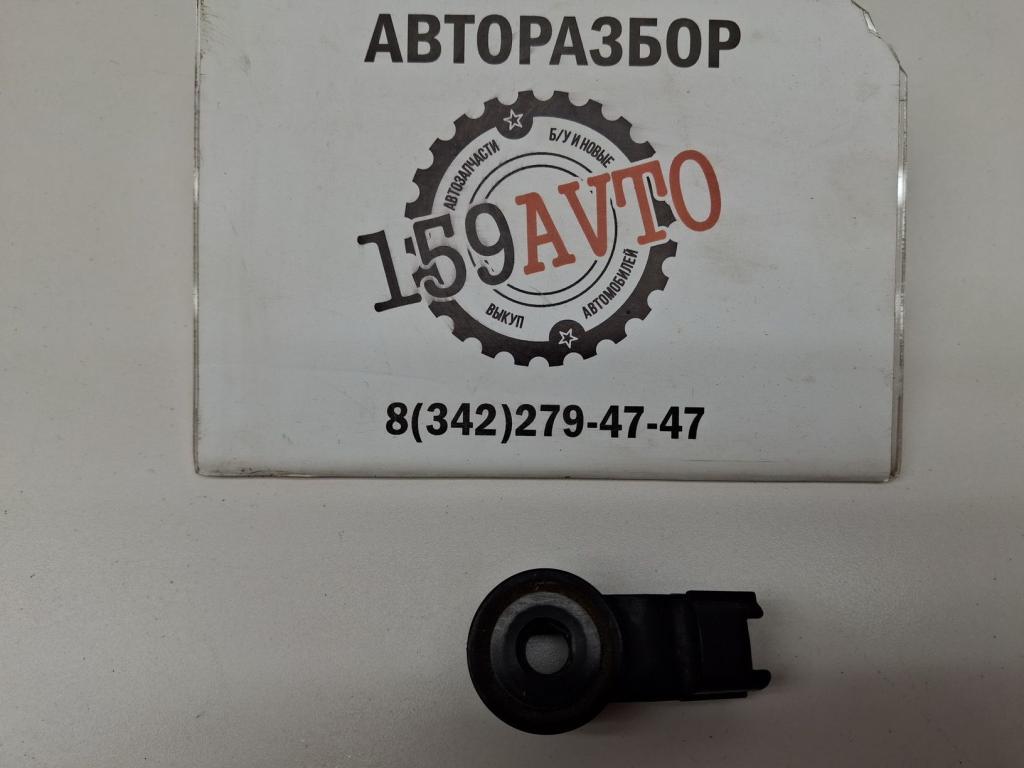 АВТОРАЗБОР
АВТОЗАПЧАСТИ
Б/У И НОВЫЕ
159AVTO
ВЫКУП
АВТОМОБИЛЕЙ
8(342)279-47-47